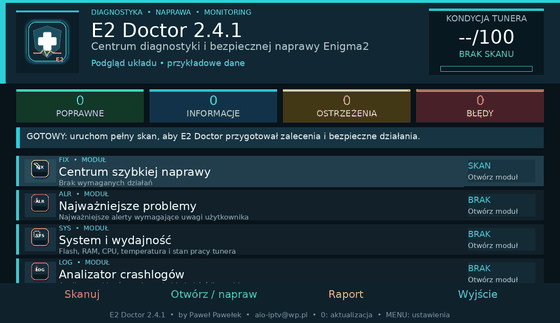 DIAGNOSTYKA • NAPRAWA • MONITORING
E2 Doctor 2.4.1
Centrum diagnostyki i bezpiecznej naprawy Enigma2
Podgląd układu • przykładowe dane
KONDYCJA TUNERA
--/100
BRAK SKANU
0
POPRAWNE
0
INFORMACJE
0
OSTRZEŻENIA
0
BŁĘDY
GOTOWY: uruchom pełny skan, aby E2 Doctor przygotował zalecenia i bezpieczne działania.
FIX • MODUŁ
FIX
Centrum szybkiej naprawy
Brak wymaganych działań
SKAN
Otwórz moduł
ALR • MODUŁ
ALR
Najważniejsze problemy
Najważniejsze alerty wymagające uwagi użytkownika
BRAK
Otwórz moduł
SYS • MODUŁ
SYS
System i wydajność
Flash, RAM, CPU, temperatura i stan pracy tunera
BRAK
Otwórz moduł
LOG • MODUŁ
LOG
Analizator crashlogów
BRAK
Otwórz moduł
Skanuj
Otwórz / napraw
Raport
Wyjście
E2 Doctor 2.4.1 • by Paweł Pawełek • aio-iptv@wp.pl • 0: aktualizacja • MENU: ustawienia